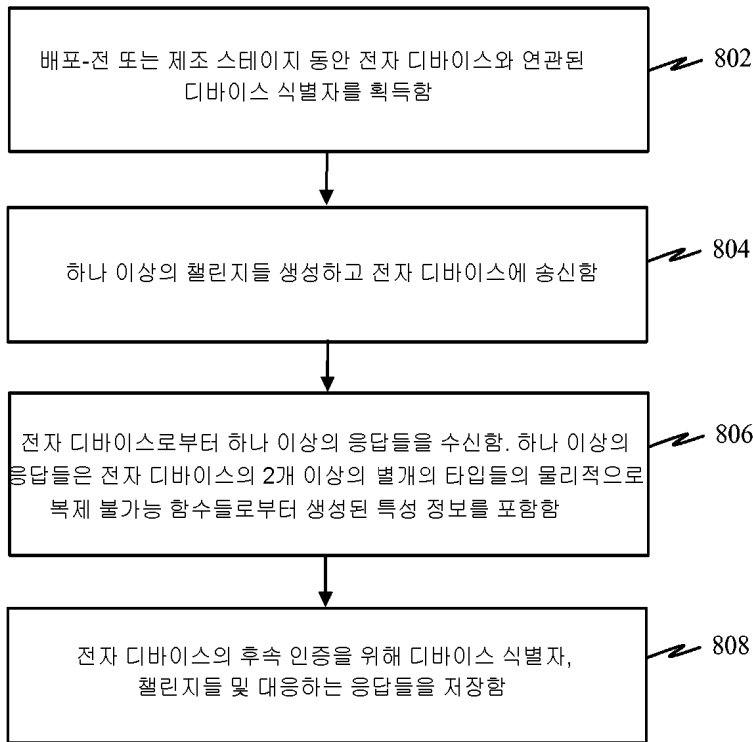 배포-전 또는 제조 스테이지 동안 전자 디바이스와 연관된
디바이스 식별자를 획득함
802
하나 이상의 챌린지들 생성하고 전자 디바이스에 송신함
804
전자 디바이스로부터 하나 이상의 응답들을 수신함. 하나 이상의
응답들은 전자 디바이스의 2개 이상의 별개의 타입들의 물리적으로
복제 불가능 함수들로부터 생성된 특성 정보를 포함함
806
전자 디바이스의 후속 인증을 위해 디바이스 식별자,
챌린지들 및 대응하는 응답들을 저장함
808